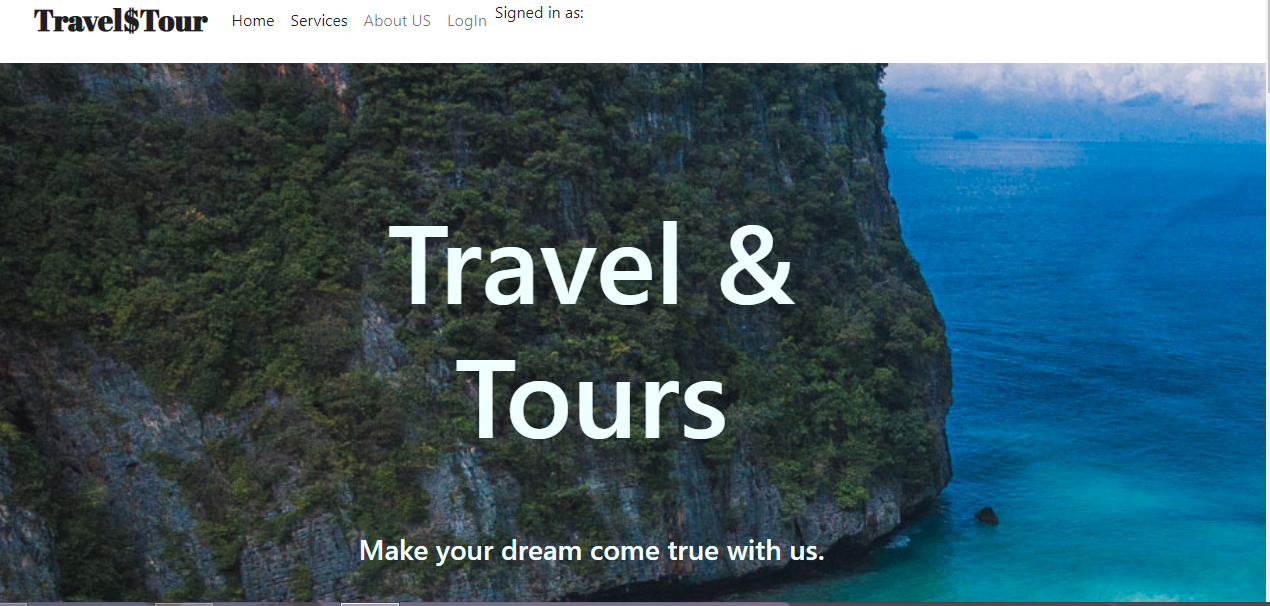 Travel$Tour Home Services About US LogIn Signed in as:
Travel &
Tours
Make your dream come true with us.